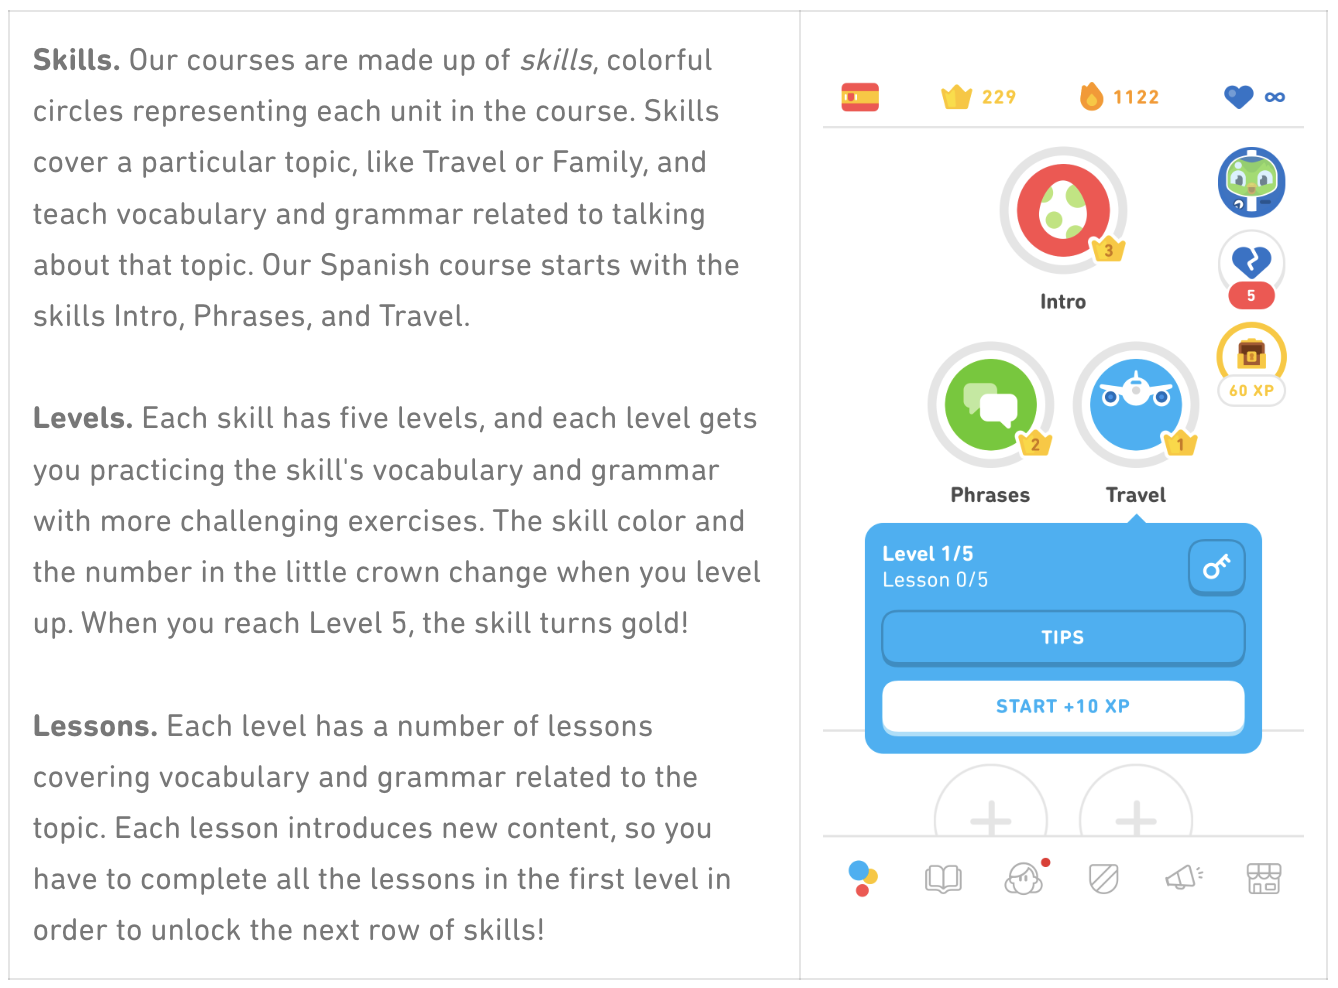 Skills. Our courses are made up of skills, colorful
circles representing each unit in the course. Skills
cover a particular topic, like Travel or Family, and
teach vocabulary and grammar related to talking
about that topic. Our Spanish course starts with the
skills Intro, Phrases, and Travel.
Levels. Each skill has five levels, and each level gets
you practicing the skill's vocabulary and grammar
with more challenging exercises. The skill color and
the number in the little crown change when you level
up. When you reach Level 5, the skill turns gold!
Lessons. Each level has a number of lessons
covering vocabulary and grammar related to the
topic. Each lesson introduces new content, so you
have to complete all the lessons in the first level in
order to unlock the next row of skills!
229 1122 ∞
3
Intro
5
60 XP
2 1
Phrases Travel
Level 1/5
Lesson 0/5
TIPS
START +10 XP